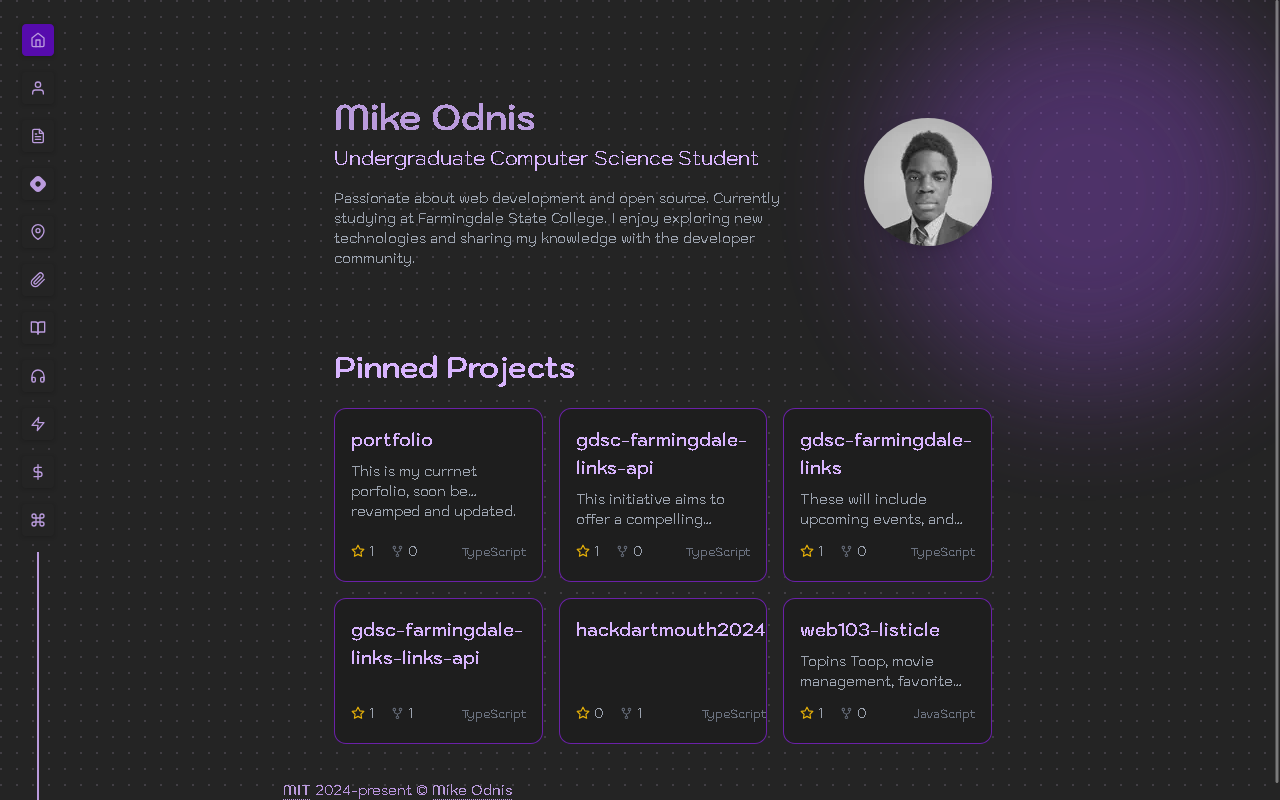 Mike Odnis
Undergraduate Computer Science Student
Passionate about web development and open source. Currently
studying at Farmingdale State College. I enjoy exploring new
technologies and sharing my knowledge with the developer
community.
Pinned Projects
portfolio
This is my currnet
porfolio, soon be...
revamped and updated.
1 0 TypeScript
gdsc-farmingdale-
links-api
This initiative aims to
offer a compelling...
1 0 TypeScript
gdsc-farmingdale-
links
These will include
upcoming events, and...
1 0 TypeScript
gdsc-farmingdale-
links-links-api
1 1 TypeScript
hackdartmouth2024
0 1 TypeScript
web103-listicle
Topins Toop, movie
management, favorite...
1 0 JavaScript
MIT 2024-present © Mike Odnis